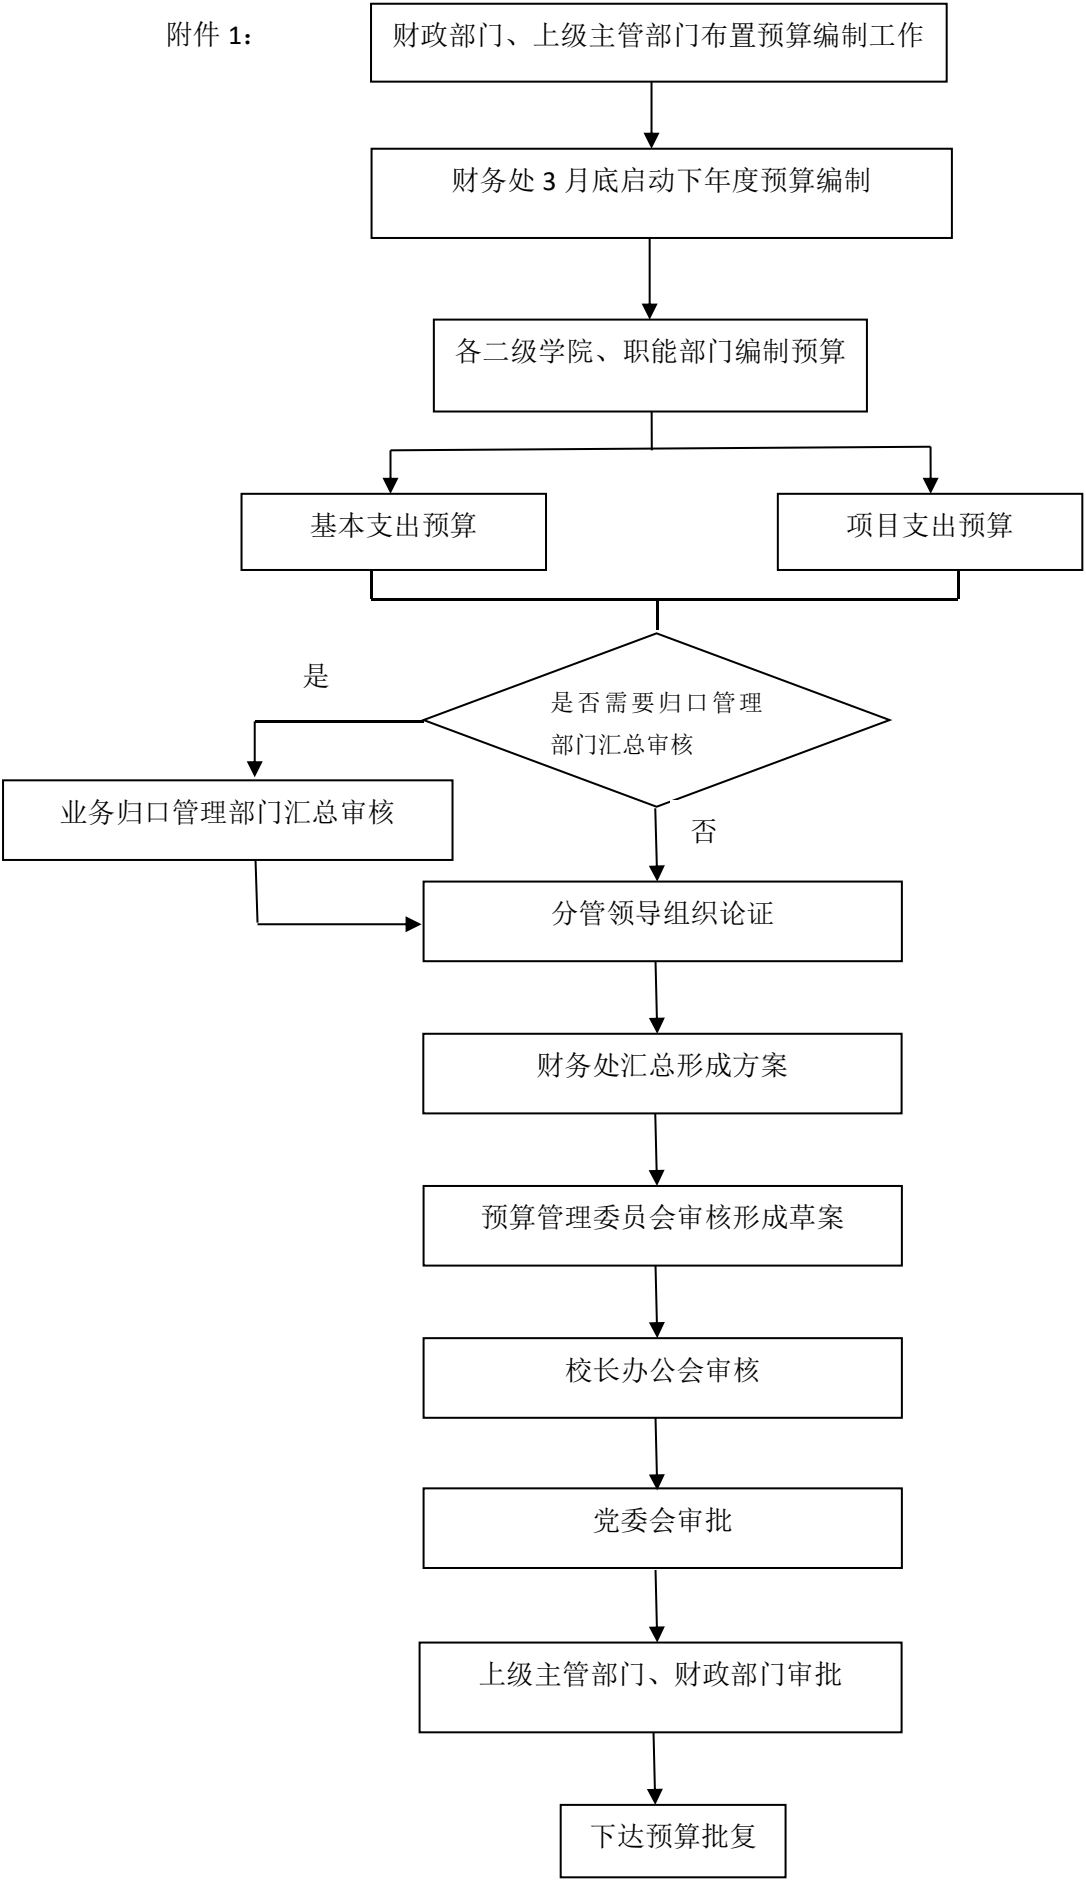 附件 1：
财政部门、上级主管部门布置预算编制工作
财务处 3 月底启动下年度预算编制
各二级学院、职能部门编制预算
基本支出预算
项目支出预算
是
是否需要归口管理
部门汇总审核
业务归口管理部门汇总审核
否
分管领导组织论证
财务处汇总形成方案
预算管理委员会审核形成草案
校长办公会审核
党委会审批
上级主管部门、财政部门审批
下达预算批复